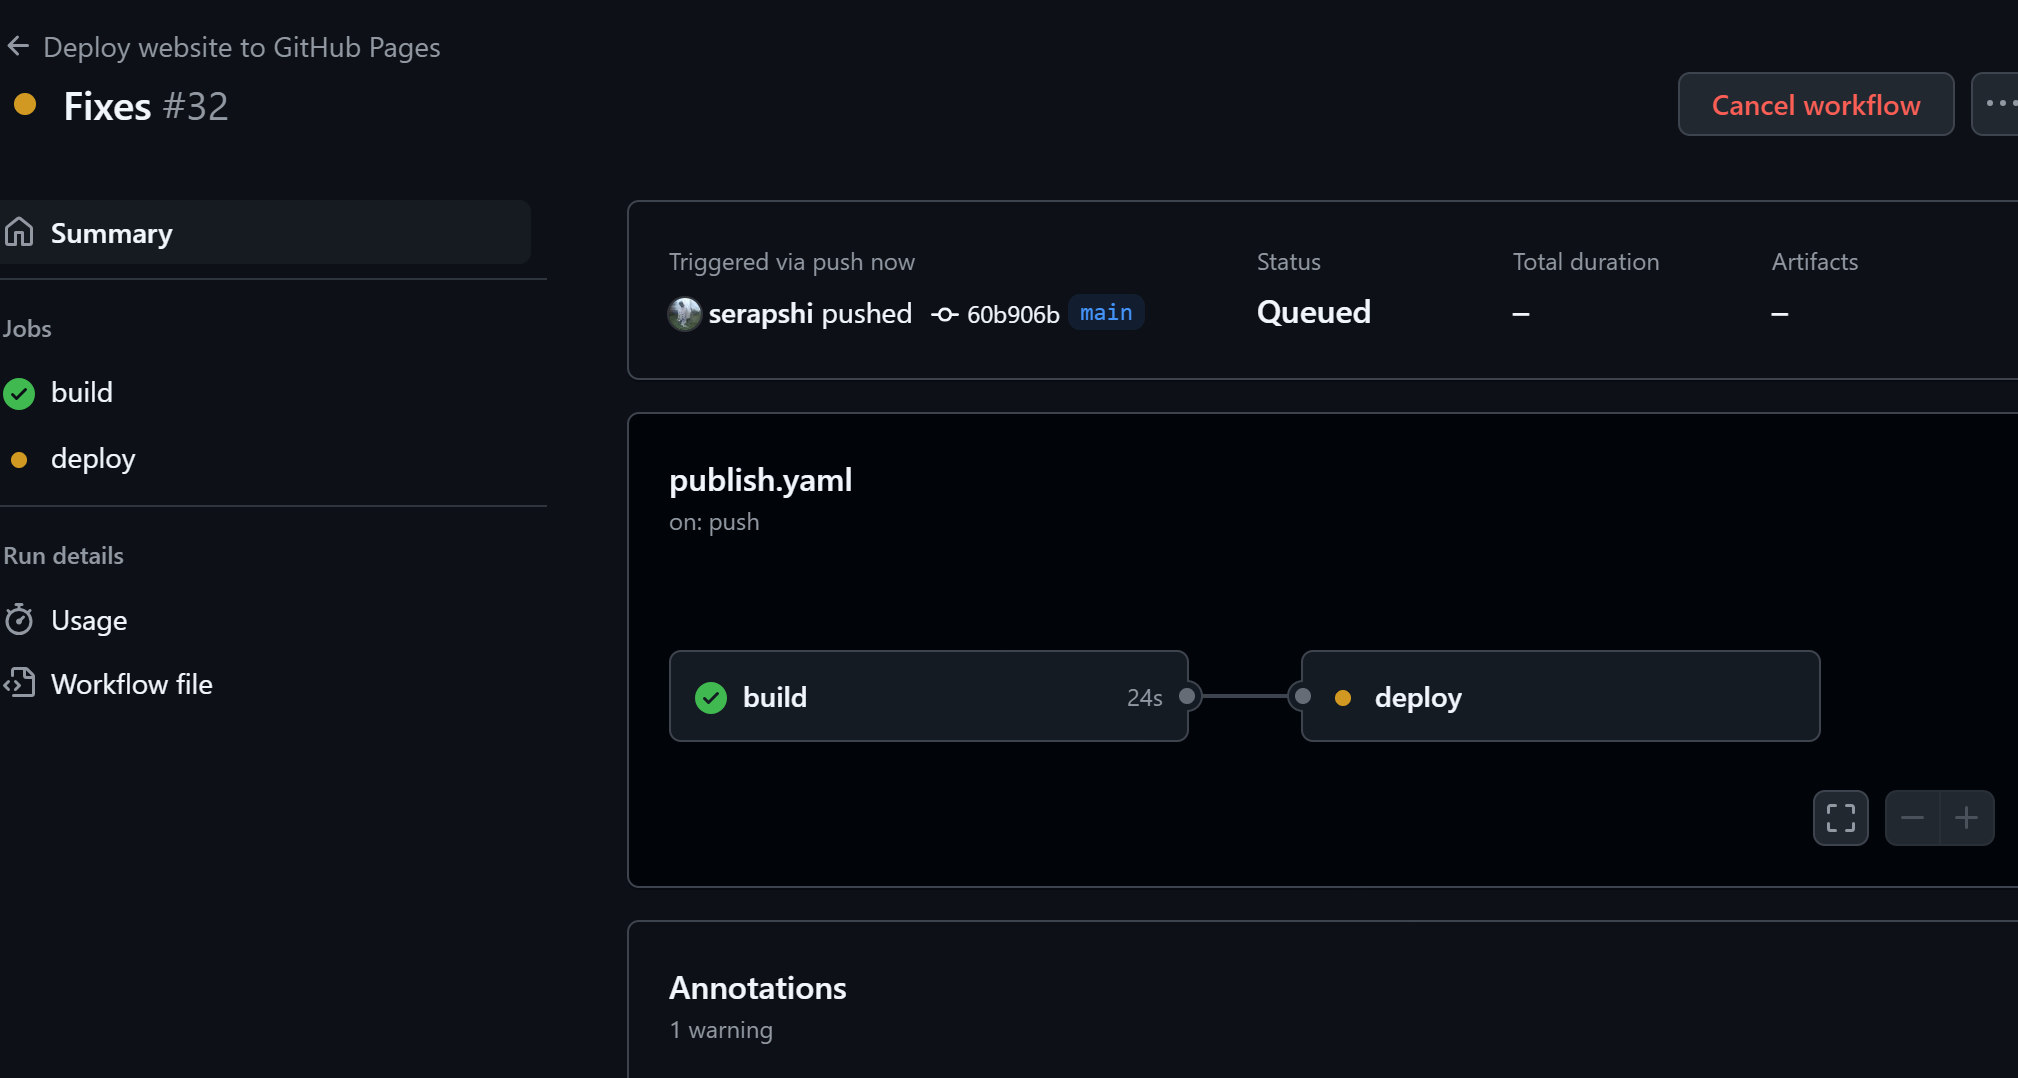 Deploy website to GitHub Pages
Fixes #32
Cancel workflow
Summary
Jobs
build
deploy
Run details
Usage
Workflow file
Triggered via push now
serapshi pushed 60b906b main
Status
Queued
Total duration
–
Artifacts
–
publish.yaml
on: push
build 24s
deploy
Annotations
1 warning